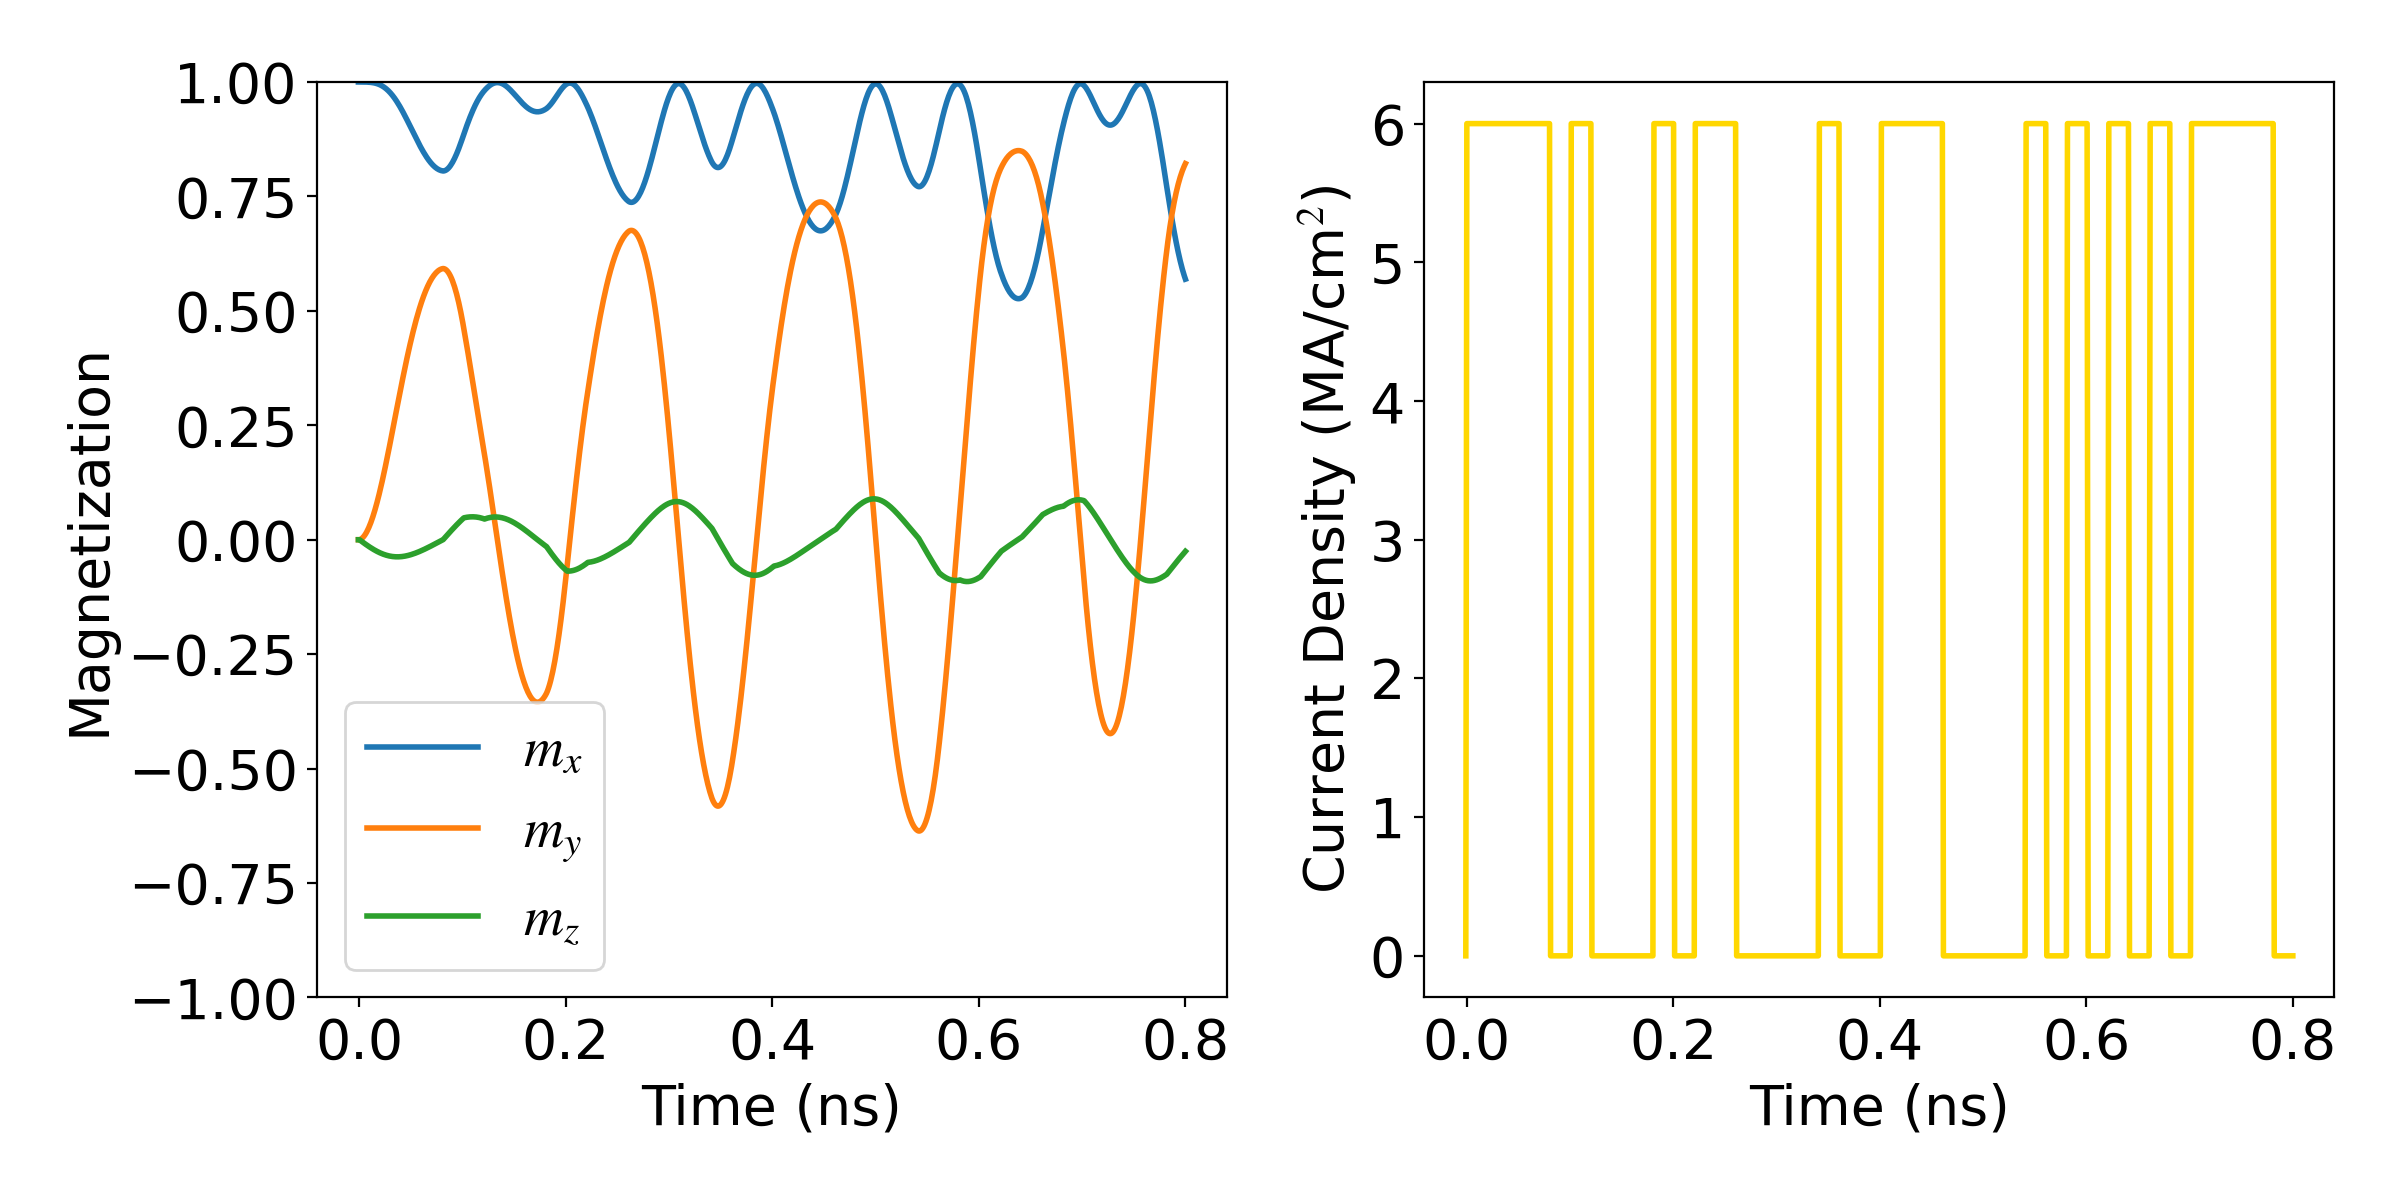 1.00
0.75
0.50
0.25
0.00
−0.25
−0.50
−0.75
−1.00
Magnetization
0.0 0.2 0.4 0.6 0.8
Time (ns)
m_x
m_y
m_z
6
5
4
3
2
1
0
Current Density (MA/cm²)
0.0 0.2 0.4 0.6 0.8
Time (ns)